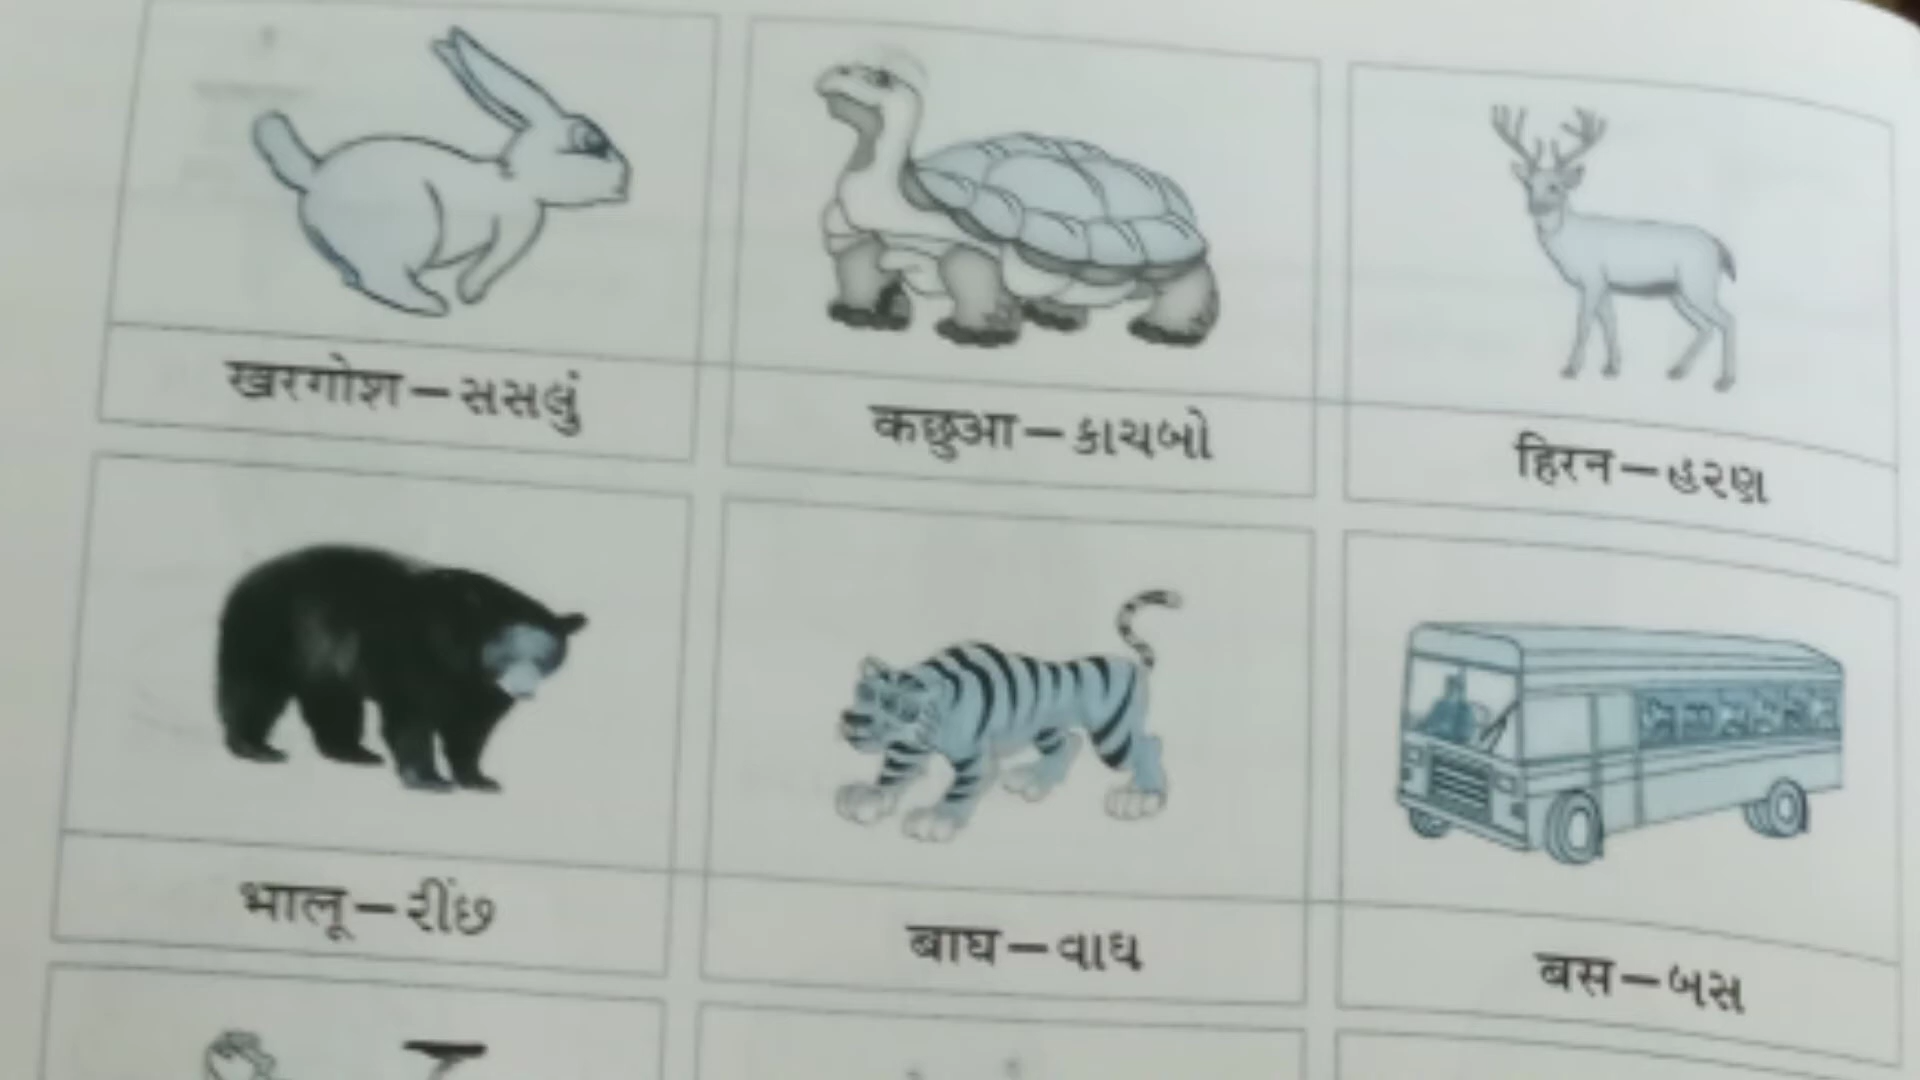 खरगोश – સસલું
कछुआ – કાચબો
हिरन – હરણ
भालू – રીંછ
बाघ – વાઘ
बस – બસ